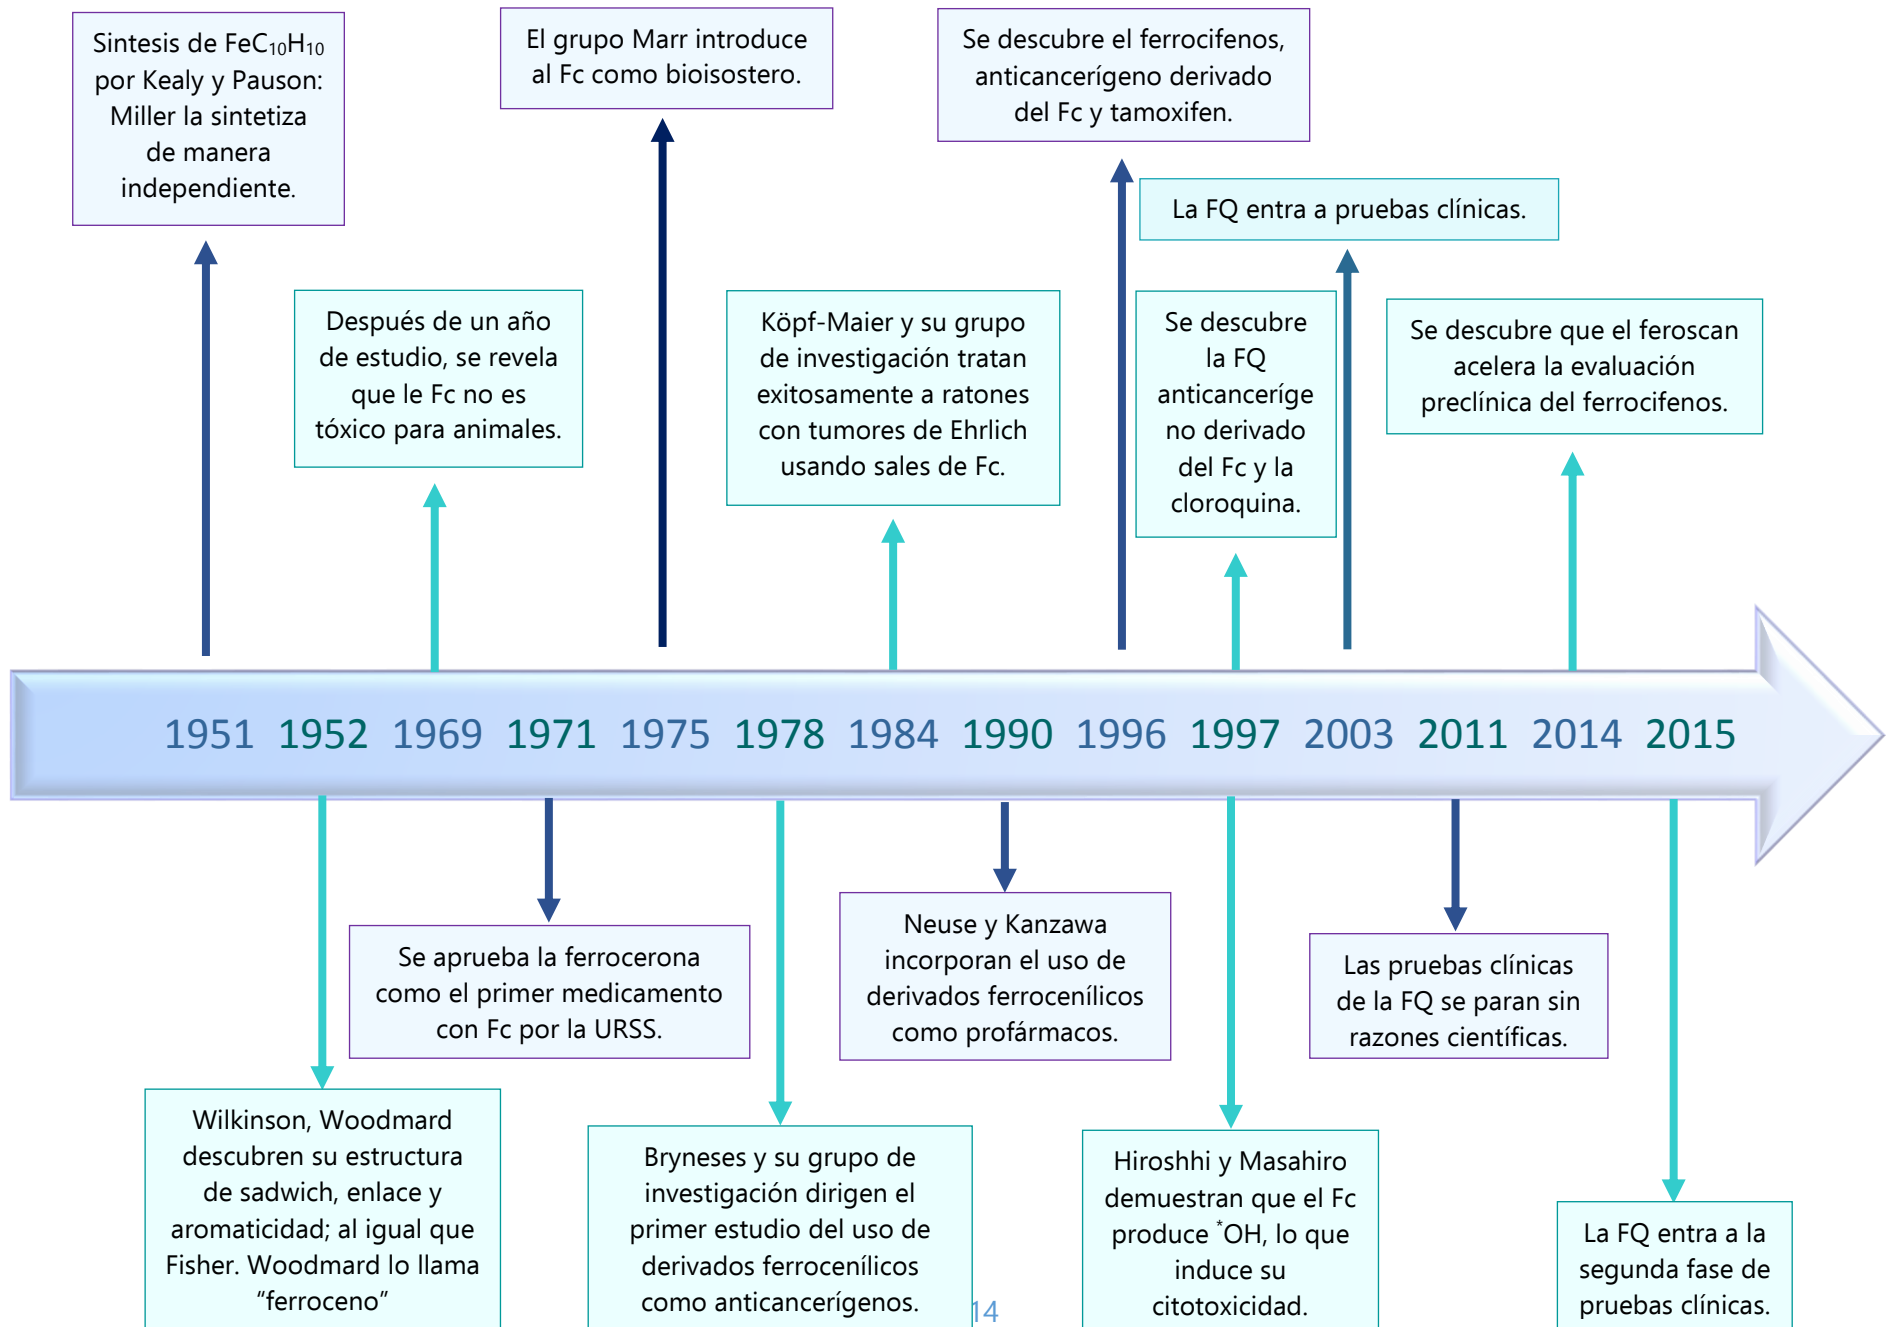 Sintesis de FeC₁₀H₁₀
por Kealy y Pauson:
Miller la sintetiza
de manera
independiente.
El grupo Marr introduce
al Fc como bioisostero.
Se descubre el ferrocifenos,
anticancerígeno derivado
del Fc y tamoxifen.
La FQ entra a pruebas clínicas.
Después de un año
de estudio, se revela
que le Fc no es
tóxico para animales.
Köpf-Maier y su grupo
de investigación tratan
exitosamente a ratones
con tumores de Ehrlich
usando sales de Fc.
Se descubre
la FQ
anticanceríge
no derivado
del Fc y la
cloroquina.
Se descubre que el feroscan
acelera la evaluación
preclínica del ferrocifenos.
1951 1952 1969 1971 1975 1978 1984 1990 1996 1997 2003 2011 2014 2015
Se aprueba la ferrocerona
como el primer medicamento
con Fc por la URSS.
Neuse y Kanzawa
incorporan el uso de
derivados ferrocenílicos
como profármacos.
Las pruebas clínicas
de la FQ se paran sin
razones científicas.
Wilkinson, Woodmard
descubren su estructura
de sadwich, enlace y
aromaticidad; al igual que
Fisher. Woodmard lo llama
“ferroceno”
Bryneses y su grupo de
investigación dirigen el
primer estudio del uso de
derivados ferrocenílicos
como anticancerígenos.
Hiroshhi y Masahiro
demuestran que el Fc
produce *OH, lo que
induce su
citotoxicidad.
La FQ entra a la
segunda fase de
pruebas clínicas.
14